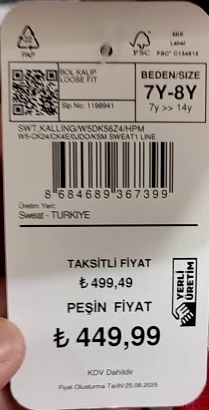 PAP
FSC
MIX
Label
FSC® C134815
BOL KALIP
LOOSE FIT
Sip No: 1198941
BEDEN/SIZE
7Y-8Y
7y >> 14y
SWT.KALLING/W5DK56Z4/HPM
W5-CK24/CK4E/0JDO/KSM SWEAT1 LINE
8 684689 367399
Üretim Yeri:
Sweat - TURKIYE
TAKSİTLİ FİYAT
₺ 499,49
PEŞİN FİYAT
₺ 449,99
YERLİ
ÜRETİM
KDV Dahildir
Fiyat Oluşturma Tarihi:25.08.2025